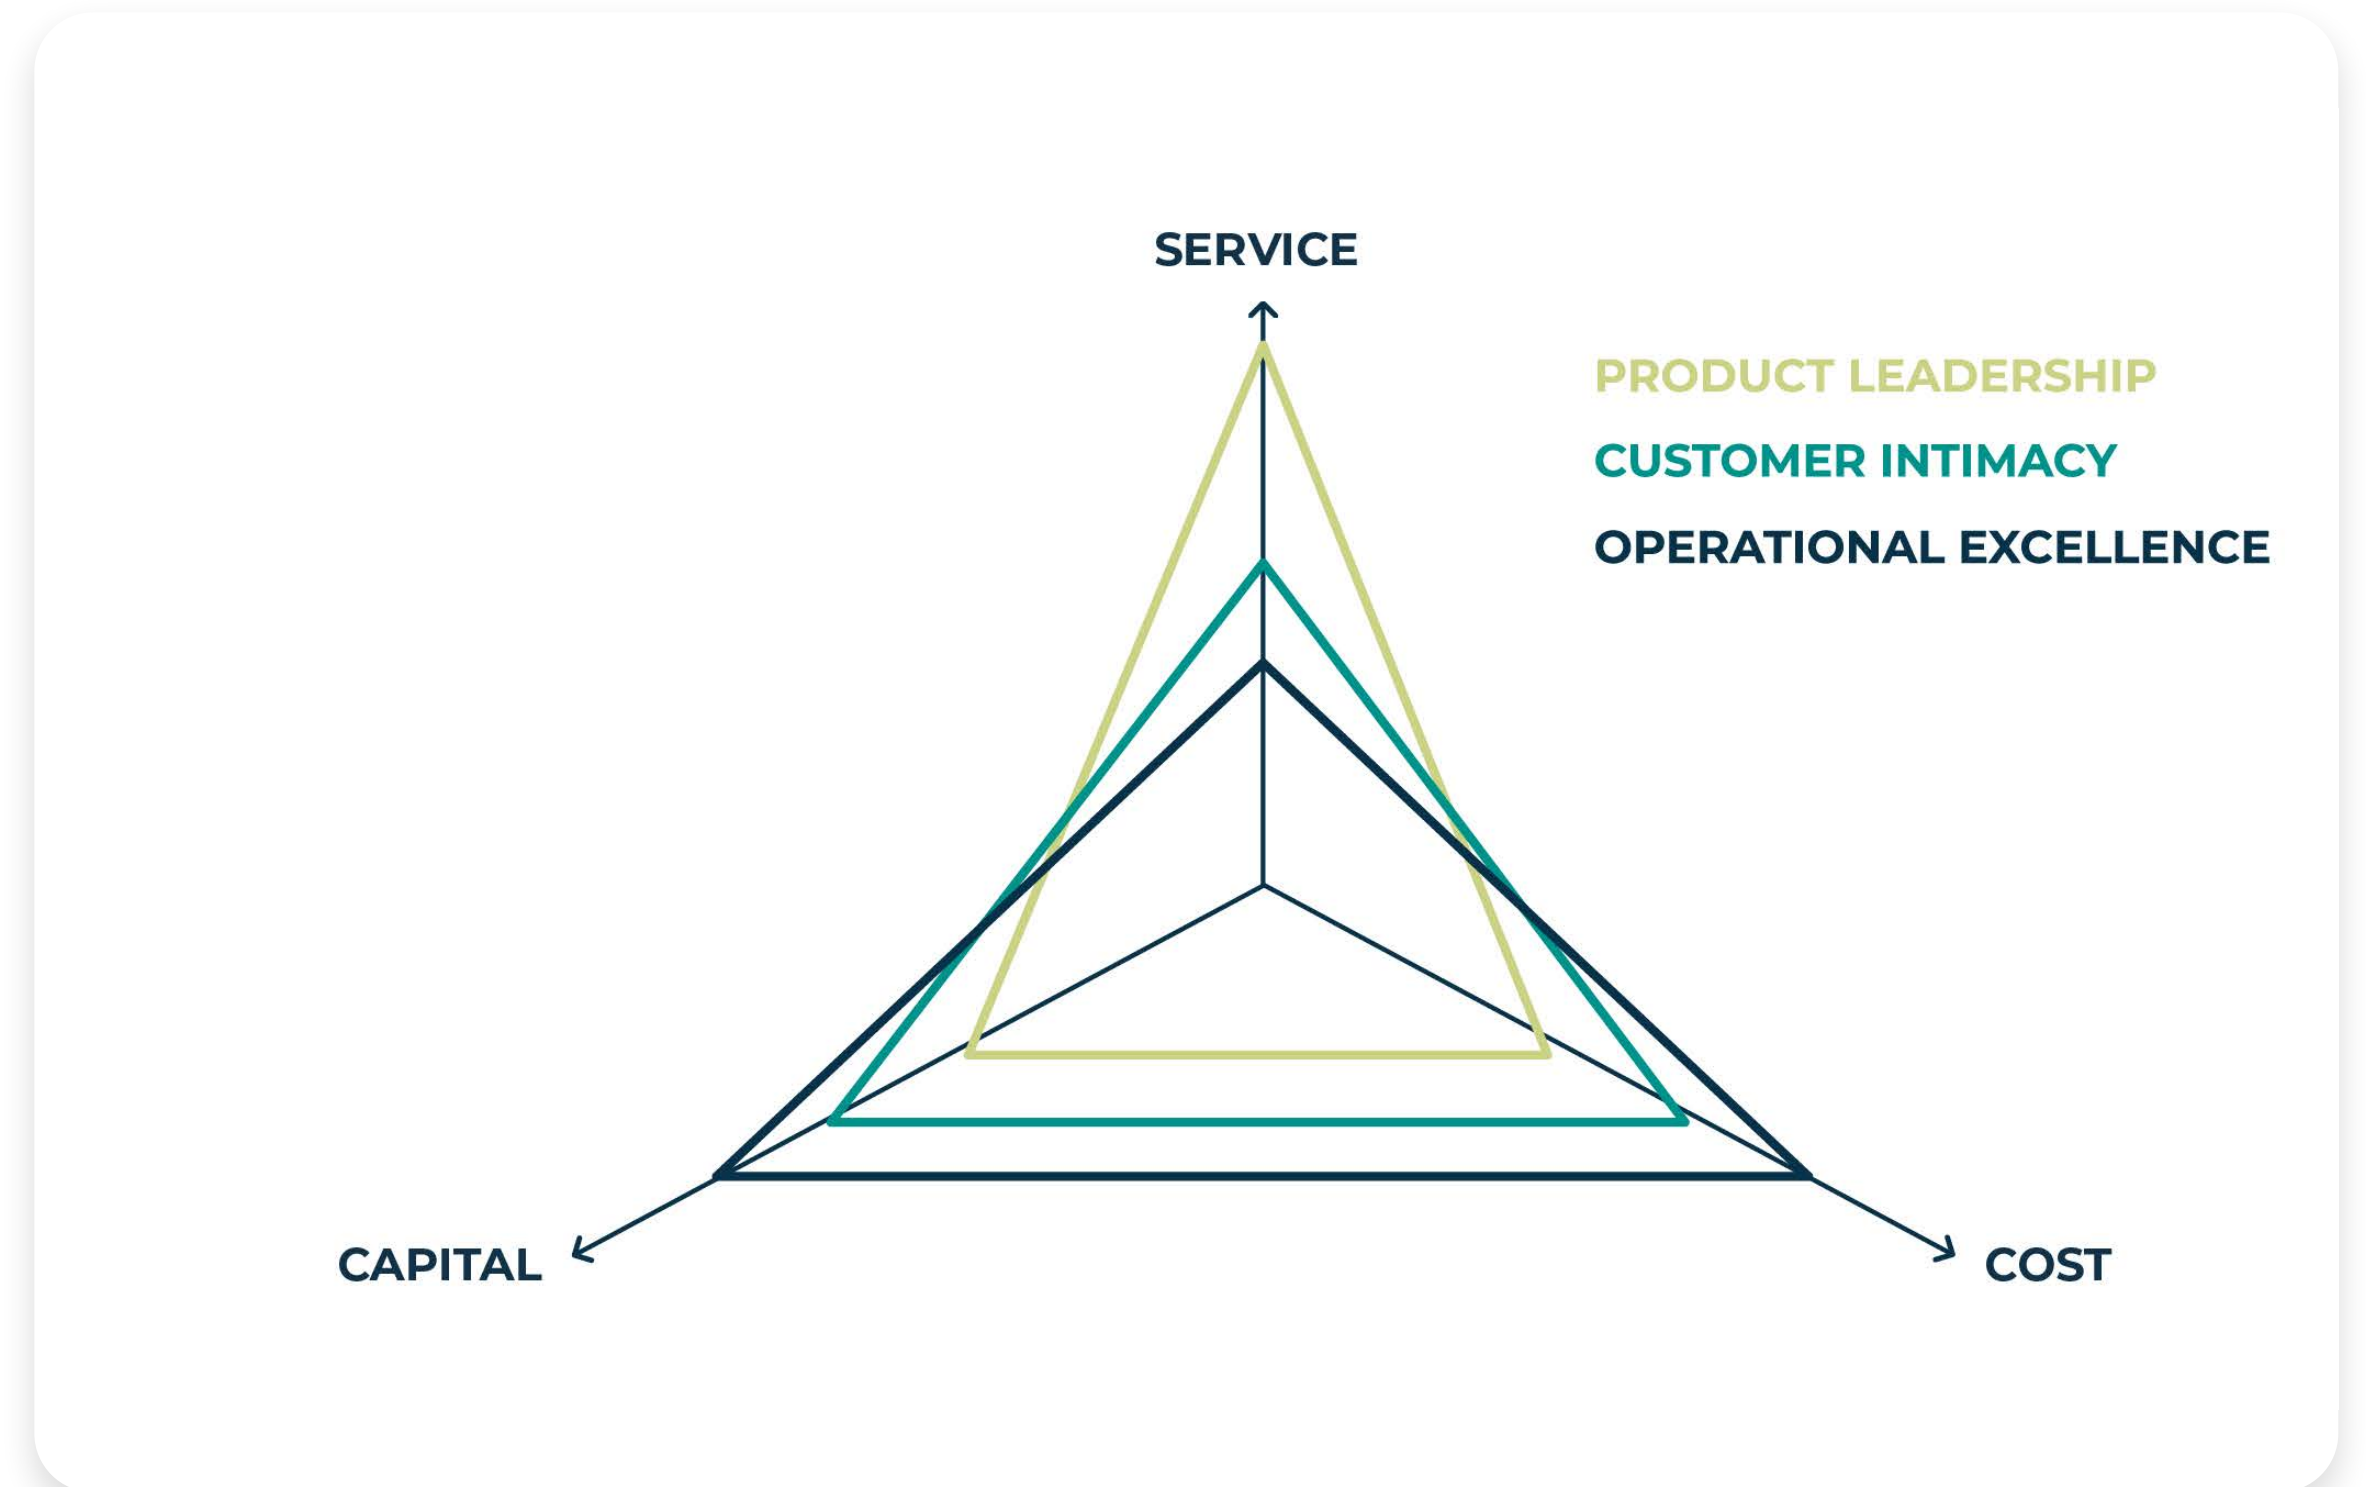 SERVICE
PRODUCT LEADERSHIP
CUSTOMER INTIMACY
OPERATIONAL EXCELLENCE
CAPITAL
COST